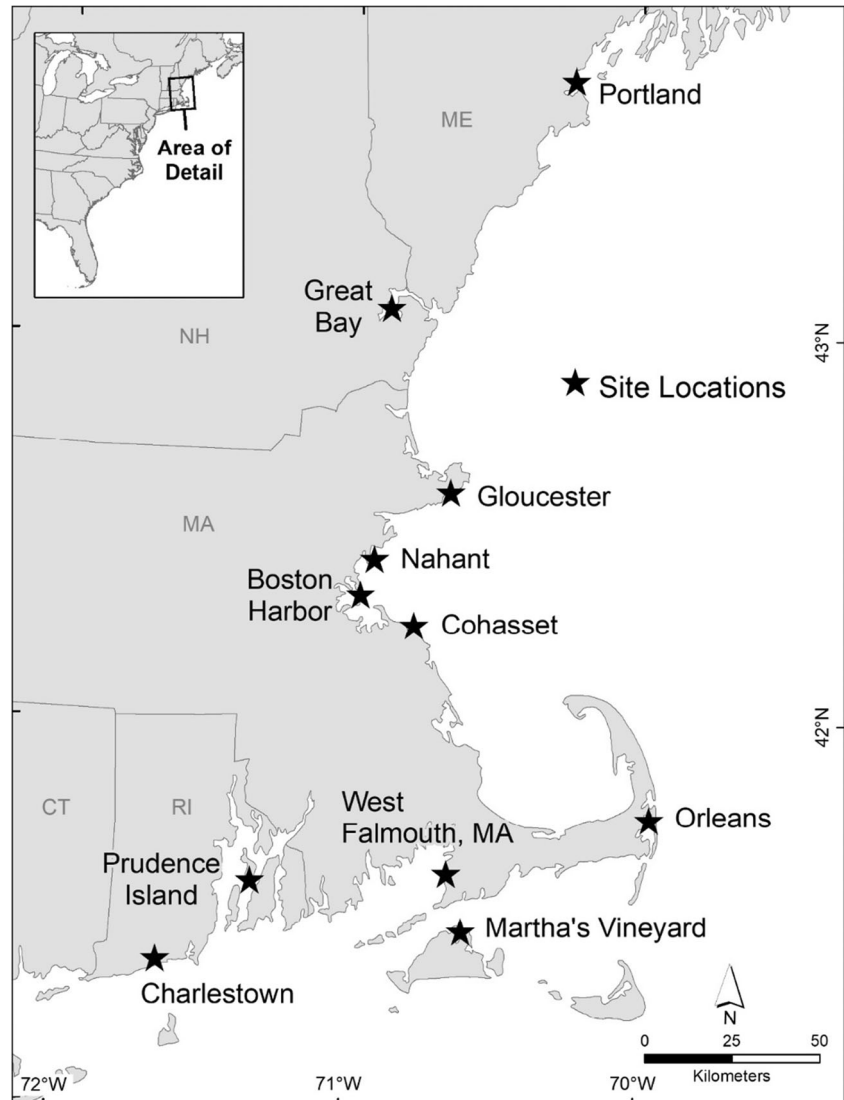 Area of
Detail
ME
Portland
Great
Bay
NH
43°N
Site Locations
Gloucester
MA
Nahant
Boston
Harbor
Cohasset
42°N
CT
RI
West
Falmouth, MA
Orleans
Prudence
Island
Martha's Vineyard
Charlestown
N
0 25 50
Kilometers
72°W 71°W 70°W